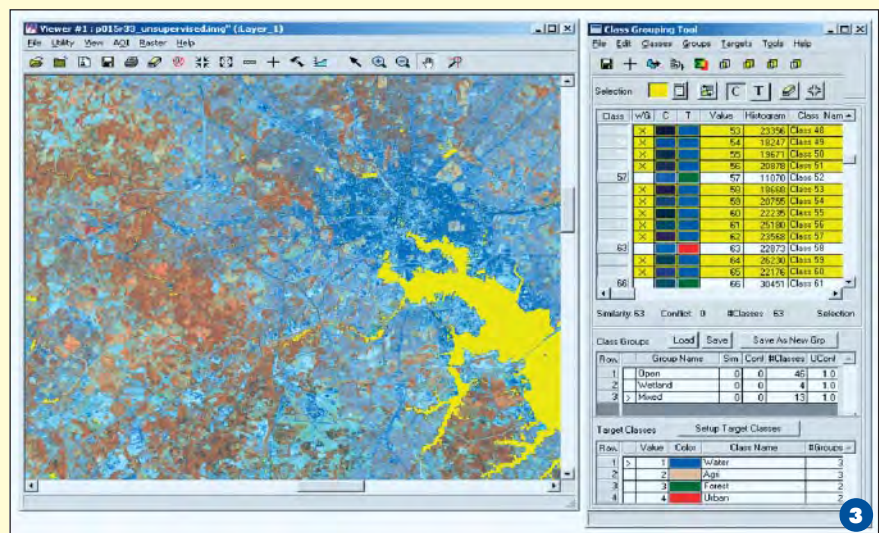 Viewer #1 : p015r33_unsupervised.img" (:Layer_1)
File Utility View AOI Raster Help
Class Grouping Tool
File Edit Classes Groups Targets Tools Help
Selection C T
Class WG C T Value Histogram Class Nam
X 53 23356 Class 48
X 54 18247 Class 49
X 55 19671 Class 50
X 56 20878 Class 51
57 57 11070 Class 52
X 58 18660 Class 53
X 59 20755 Class 54
X 60 22235 Class 55
X 61 25180 Class 56
X 62 23568 Class 57
63 63 22873 Class 58
X 64 26230 Class 59
X 65 22176 Class 60
66 66 30451 Class 61
Similarity 63 Conflict 0 #Classes 63 Selection
Class Groups Load Save Save As New Grp
Row Group Name Sim Conf #Classes UConf
1 Open 0 0 46 1.0
2 Wetland 0 0 4 1.0
3 > Mixed 0 0 13 1.0
Target Classes Setup Target Classes
Row Value Color Class Name #Groups
1 > 1 Water 3
2 2 Agri 3
3 3 Forest 2
4 4 Urban 2
3